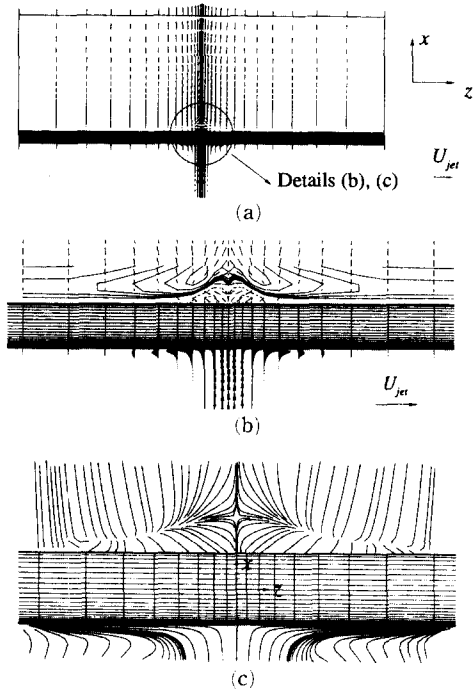 x
z
U_jet
Details (b), (c)
(a)
U_jet
(b)
x
z
(c)